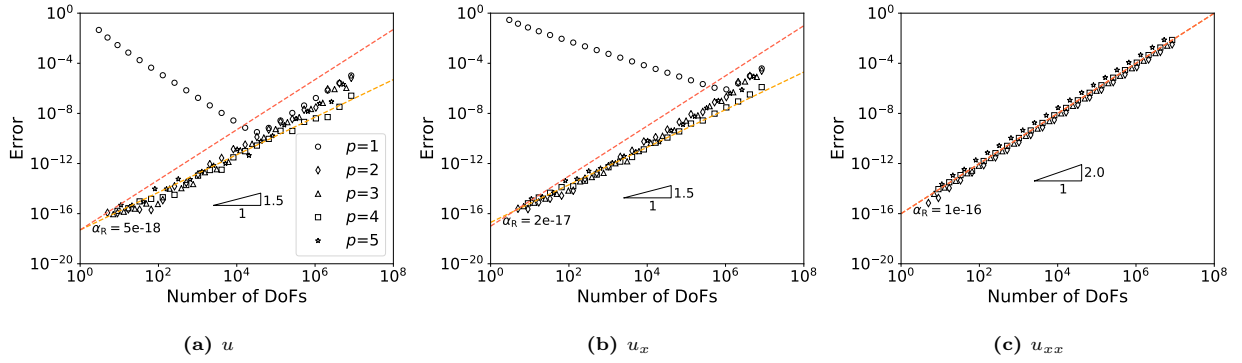 10^0
10^-4
10^-8
10^-12
10^-16
10^-20
Error
p=1
p=2
p=3
p=4
p=5
1.5
1
α_R = 5e-18
10^0 10^2 10^4 10^6 10^8
Number of DoFs
(a) u
10^0
10^-4
10^-8
10^-12
10^-16
10^-20
Error
1.5
1
α_R = 2e-17
10^0 10^2 10^4 10^6 10^8
Number of DoFs
(b) u_x
10^0
10^-4
10^-8
10^-12
10^-16
10^-20
Error
2.0
1
α_R = 1e-16
10^0 10^2 10^4 10^6 10^8
Number of DoFs
(c) u_xx